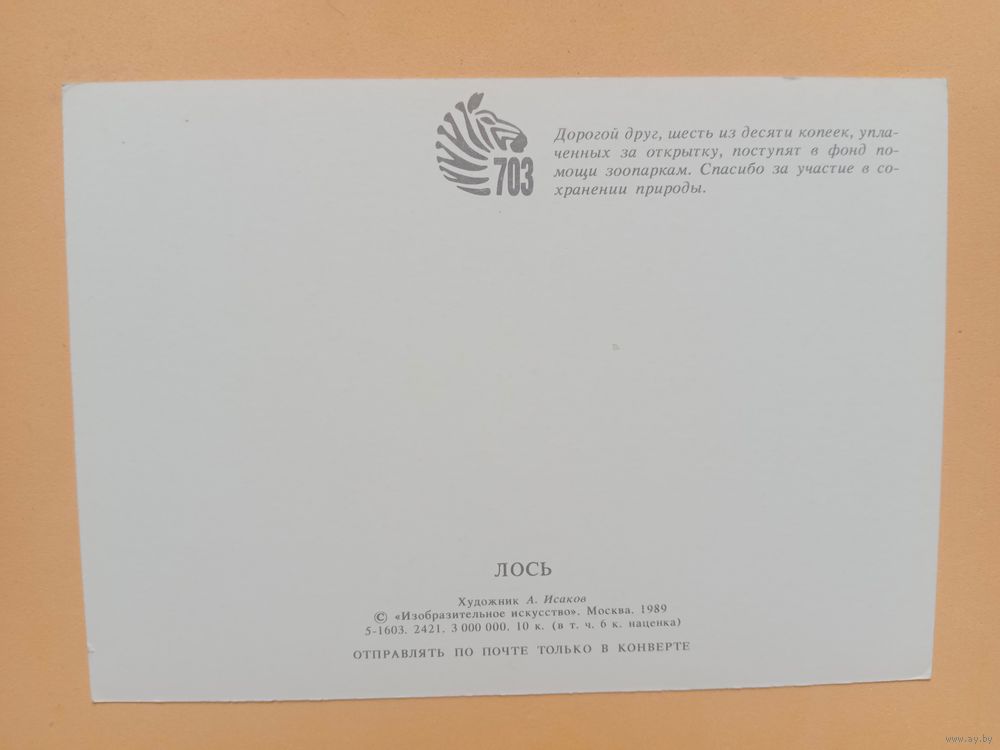 703
Дорогой друг, шесть из десяти копеек, упла-
ченных за открытку, поступят в фонд по-
мощи зоопаркам. Спасибо за участие в со-
хранении природы.
ЛОСЬ
Художник А. Исаков
© «Изобразительное искусство». Москва. 1989
5-1603. 2421. 3 000 000. 10 к. (в т. ч. 6 к. наценка)
ОТПРАВЛЯТЬ ПО ПОЧТЕ ТОЛЬКО В КОНВЕРТЕ
www.ay.by